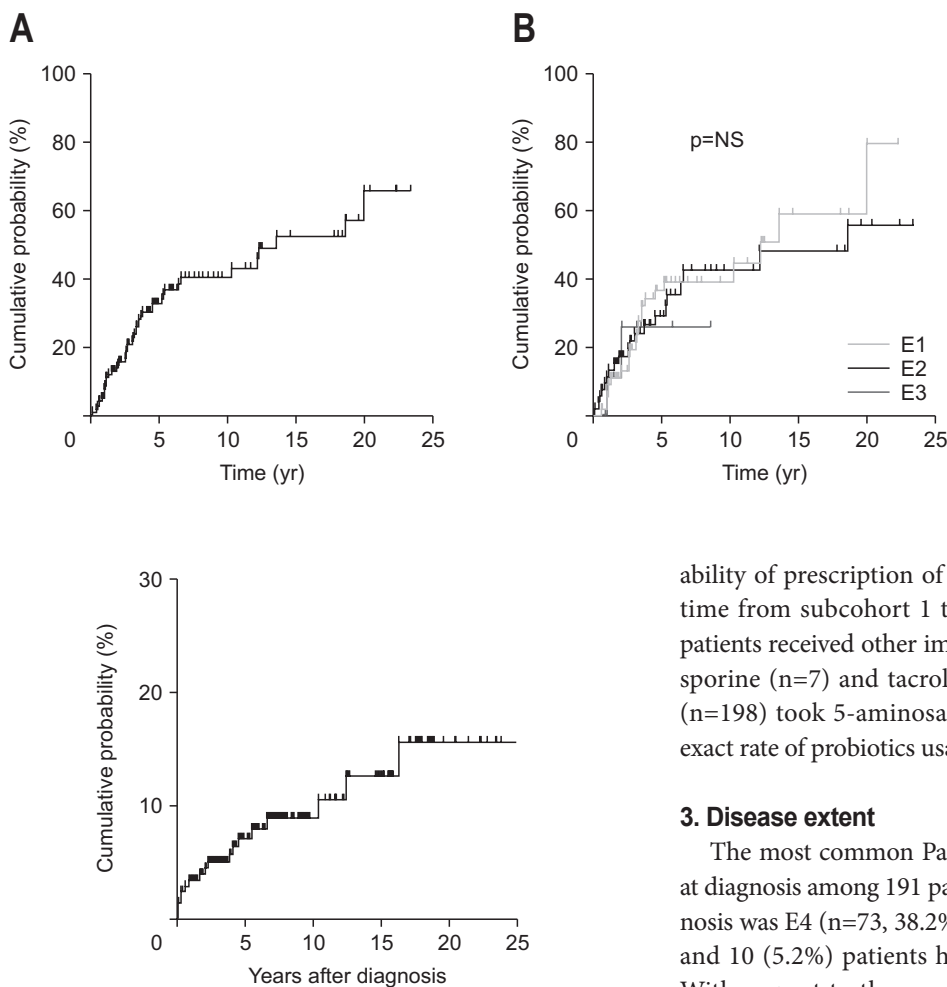 A
Cumulative probability (%)
100
80
60
40
20
0
5
10
15
20
25
Time (yr)
B
Cumulative probability (%)
100
80
60
40
20
p=NS
E1
E2
E3
0
5
10
15
20
25
Time (yr)
Cumulative probability (%)
30
20
10
0
5
10
15
20
25
Years after diagnosis
ability of prescription of
time from subcohort 1 t
patients received other im
sporine (n=7) and tacrol
(n=198) took 5-aminosa
exact rate of probiotics usa
3. Disease extent
The most common Pa
at diagnosis among 191 pa
nosis was E4 (n=73, 38.2%
and 10 (5.2%) patients h